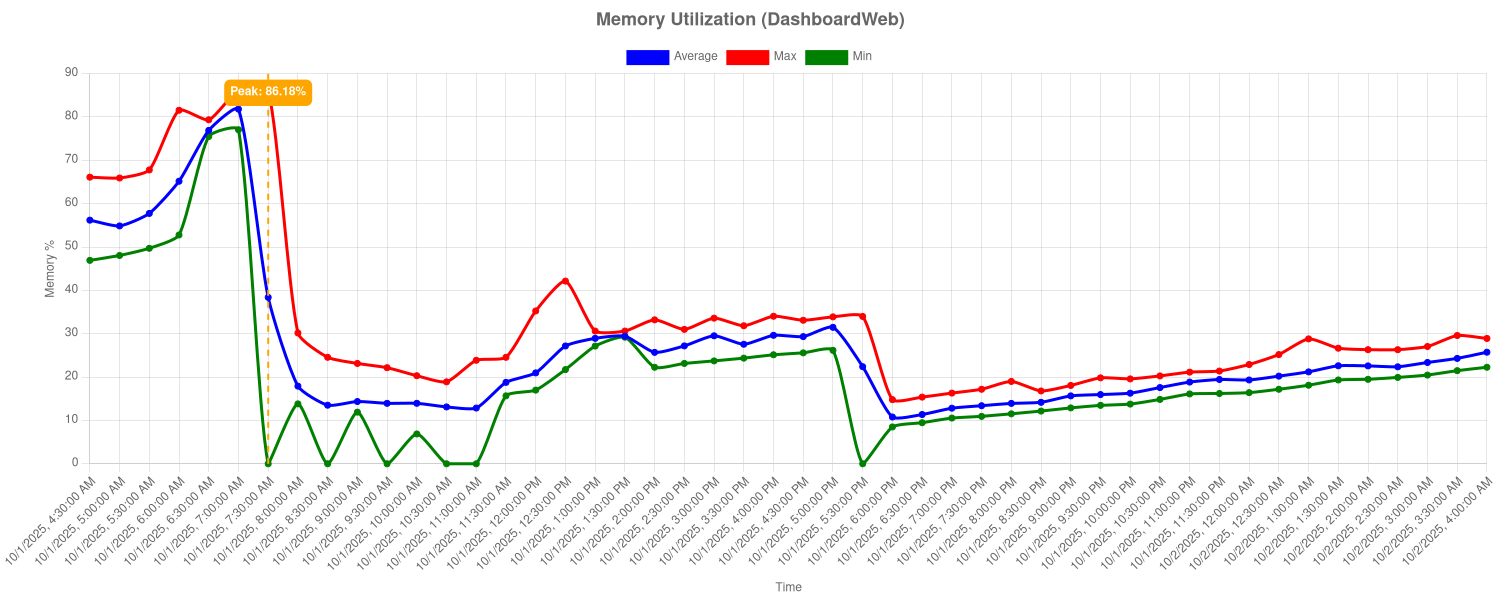 Memory Utilization (DashboardWeb)
Average Max Min
Peak: 86.18%
90
80
70
60
50
40
30
20
10
0
Memory %
10/1/2025, 4:30:00 AM
10/1/2025, 5:00:00 AM
10/1/2025, 5:30:00 AM
10/1/2025, 6:00:00 AM
10/1/2025, 6:30:00 AM
10/1/2025, 7:00:00 AM
10/1/2025, 7:30:00 AM
10/1/2025, 8:00:00 AM
10/1/2025, 8:30:00 AM
10/1/2025, 9:00:00 AM
10/1/2025, 9:30:00 AM
10/1/2025, 10:00:00 AM
10/1/2025, 10:30:00 AM
10/1/2025, 11:00:00 AM
10/1/2025, 11:30:00 AM
10/1/2025, 12:00:00 PM
10/1/2025, 12:30:00 PM
10/1/2025, 1:00:00 PM
10/1/2025, 1:30:00 PM
10/1/2025, 2:00:00 PM
10/1/2025, 2:30:00 PM
10/1/2025, 3:00:00 PM
10/1/2025, 3:30:00 PM
10/1/2025, 4:00:00 PM
10/1/2025, 4:30:00 PM
10/1/2025, 5:00:00 PM
10/1/2025, 5:30:00 PM
10/1/2025, 6:00:00 PM
10/1/2025, 6:30:00 PM
10/1/2025, 7:00:00 PM
10/1/2025, 7:30:00 PM
10/1/2025, 8:00:00 PM
10/1/2025, 8:30:00 PM
10/1/2025, 9:00:00 PM
10/1/2025, 9:30:00 PM
10/1/2025, 10:00:00 PM
10/1/2025, 10:30:00 PM
10/1/2025, 11:00:00 PM
10/1/2025, 11:30:00 PM
10/2/2025, 12:00:00 AM
10/2/2025, 12:30:00 AM
10/2/2025, 1:00:00 AM
10/2/2025, 1:30:00 AM
10/2/2025, 2:00:00 AM
10/2/2025, 2:30:00 AM
10/2/2025, 3:00:00 AM
10/2/2025, 3:30:00 AM
10/2/2025, 4:00:00 AM
Time